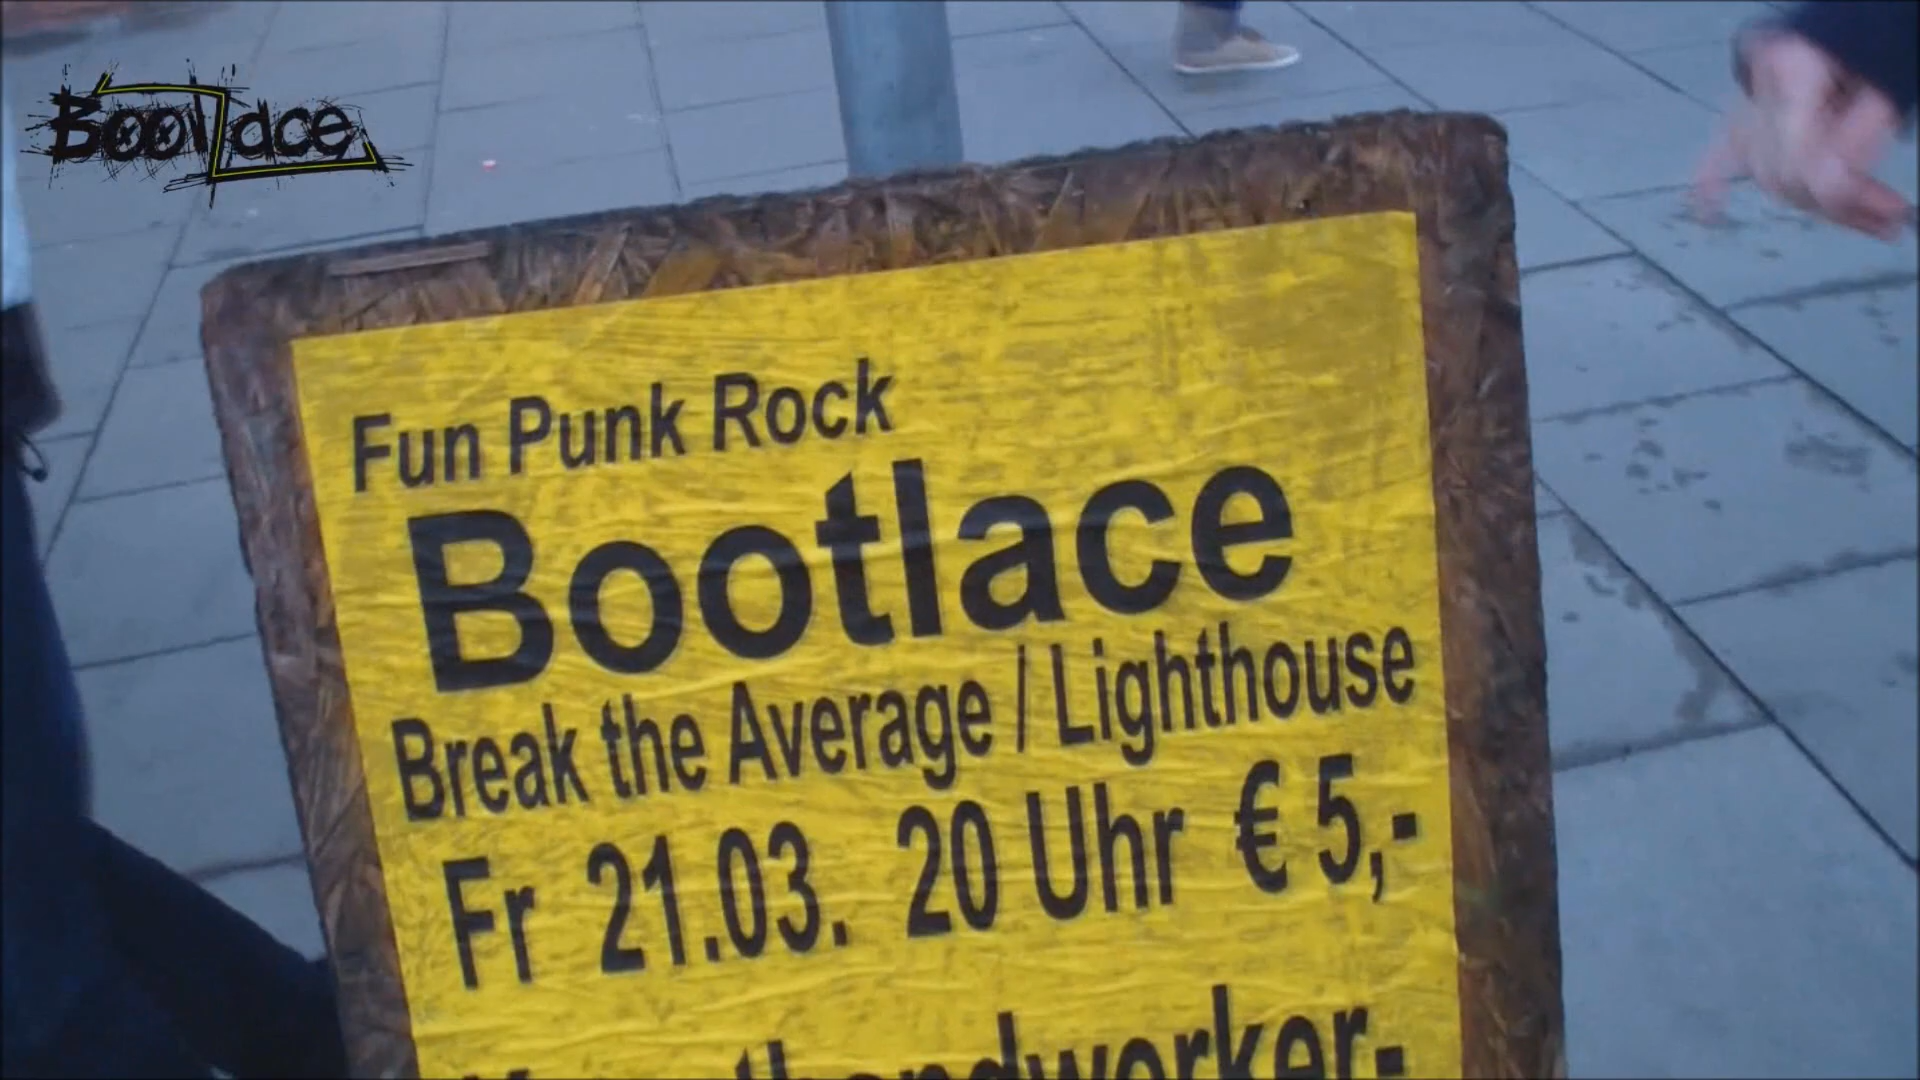 Bootlace
Fun Punk Rock
Bootlace
Break the Average / Lighthouse
Fr 21.03. 20 Uhr € 5,-